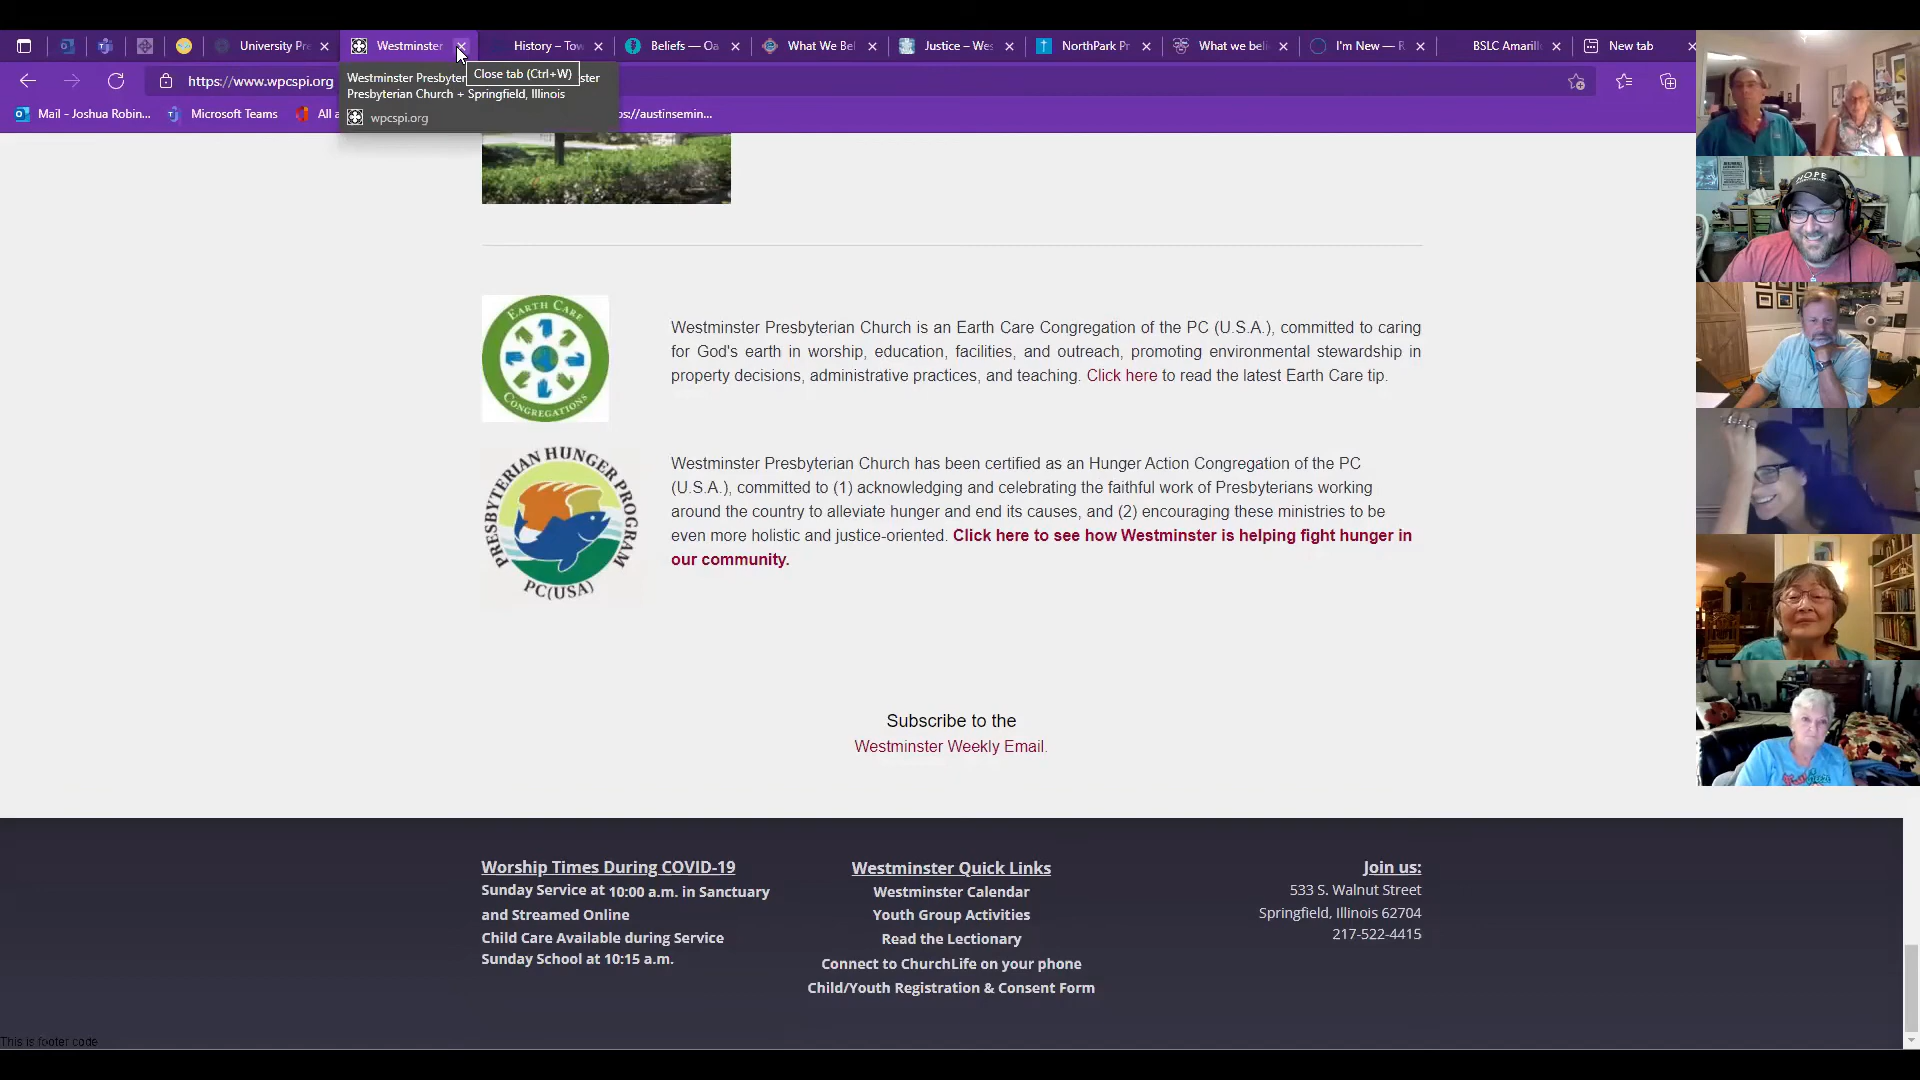 University Pre
Westminster
History – Tow
Beliefs — Oa
What We Bel
Justice – Wes
NorthPark Pr
What we beli
I'm New — R
BSLC Amarill
New tab
https://www.wpcspi.org
Close tab (Ctrl+W)
Westminster Presbyte ster
Presbyterian Church + Springfield, Illinois
wpcspi.org
Mail – Joshua Robin...
Microsoft Teams
All a
ps://austinsemin...
HOPE
EARTH CARE
CONGREGATIONS
Westminster Presbyterian Church is an Earth Care Congregation of the PC (U.S.A.), committed to caring
for God's earth in worship, education, facilities, and outreach, promoting environmental stewardship in
property decisions, administrative practices, and teaching. Click here to read the latest Earth Care tip.
PRESBYTERIAN HUNGER PROGRAM
PC(USA)
Westminster Presbyterian Church has been certified as an Hunger Action Congregation of the PC
(U.S.A.), committed to (1) acknowledging and celebrating the faithful work of Presbyterians working
around the country to alleviate hunger and end its causes, and (2) encouraging these ministries to be
even more holistic and justice-oriented. Click here to see how Westminster is helping fight hunger in
our community.
Subscribe to the
Westminster Weekly Email.
Worship Times During COVID-19
Sunday Service at 10:00 a.m. in Sanctuary
and Streamed Online
Child Care Available during Service
Sunday School at 10:15 a.m.
Westminster Quick Links
Westminster Calendar
Youth Group Activities
Read the Lectionary
Connect to ChurchLife on your phone
Child/Youth Registration & Consent Form
Join us:
533 S. Walnut Street
Springfield, Illinois 62704
217-522-4415
This is footer code